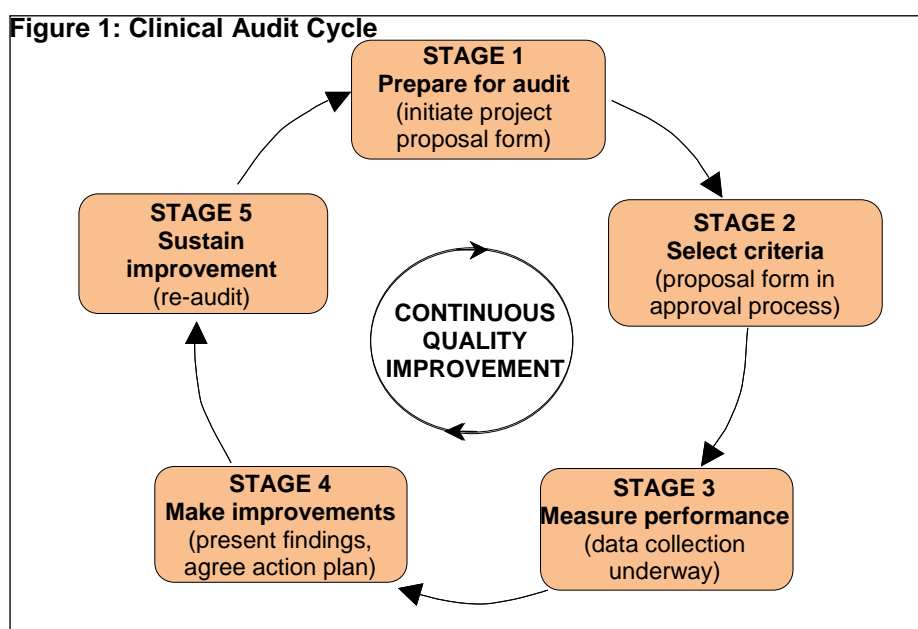 Figure 1: Clinical Audit Cycle
STAGE 1
Prepare for audit
(initiate project
proposal form)
STAGE 2
Select criteria
(proposal form in
approval process)
STAGE 3
Measure performance
(data collection
underway)
STAGE 4
Make improvements
(present findings,
agree action plan)
STAGE 5
Sustain
improvement
(re-audit)
CONTINUOUS
QUALITY
IMPROVEMENT